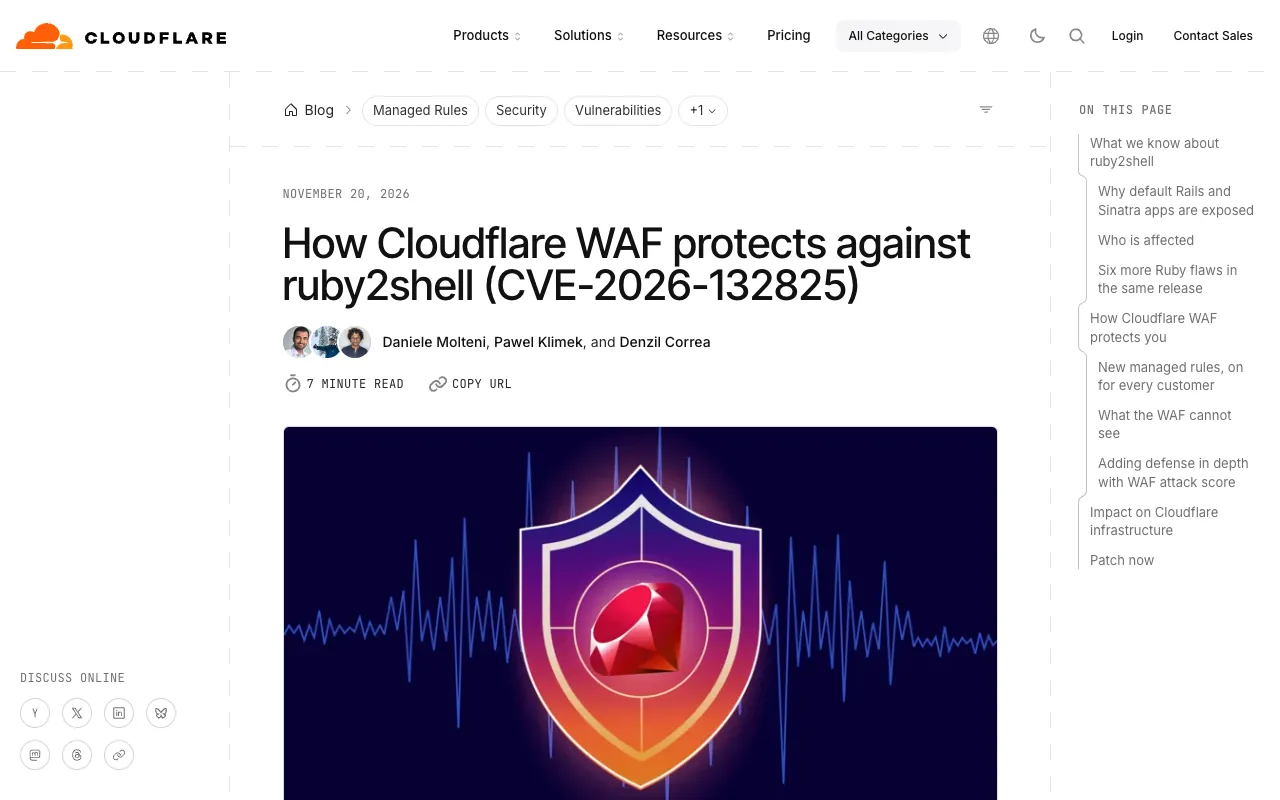 CLOUDFLARE
Products
Solutions
Resources
Pricing
All Categories
Login
Contact Sales
Blog
Managed Rules
Security
Vulnerabilities
+1
NOVEMBER 20, 2026
How Cloudflare WAF protects against
ruby2shell (CVE-2026-132825)
Daniele Molteni, Pawel Klimek, and Denzil Correa
7 MINUTE READ
COPY URL
ON THIS PAGE
What we know about
ruby2shell
Why default Rails and
Sinatra apps are exposed
Who is affected
Six more Ruby flaws in
the same release
How Cloudflare WAF
protects you
New managed rules, on
for every customer
What the WAF cannot
see
Adding defense in depth
with WAF attack score
Impact on Cloudflare
infrastructure
Patch now
DISCUSS ONLINE